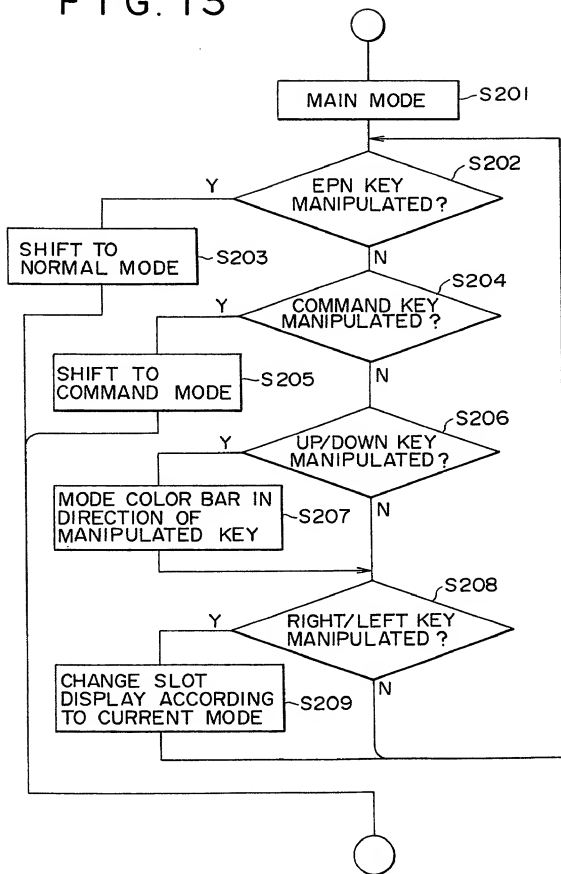 FIG. 15
MAIN MODE
S201
S202
Y
EPN KEY
MANIPULATED?
SHIFT TO
NORMAL MODE
S203
N
S204
Y
COMMAND KEY
MANIPULATED?
SHIFT TO
COMMAND MODE
S205
N
S206
Y
UP/DOWN KEY
MANIPULATED?
MODE COLOR BAR IN
DIRECTION OF
MANIPULATED KEY
S207
N
S208
Y
RIGHT/LEFT KEY
MANIPULATED?
CHANGE SLOT
DISPLAY ACCORDING
TO CURRENT MODE
S209
N